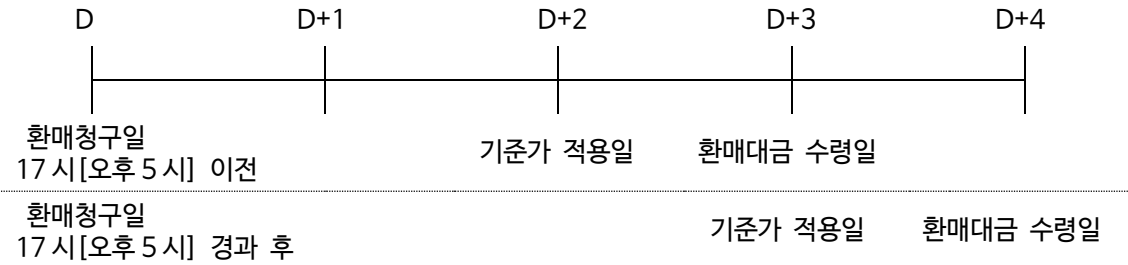 D D+1 D+2 D+3 D+4
환매청구일
17시[오후 5시] 이전
기준가 적용일 환매대금 수령일
환매청구일
17시[오후 5시] 경과 후
기준가 적용일 환매대금 수령일